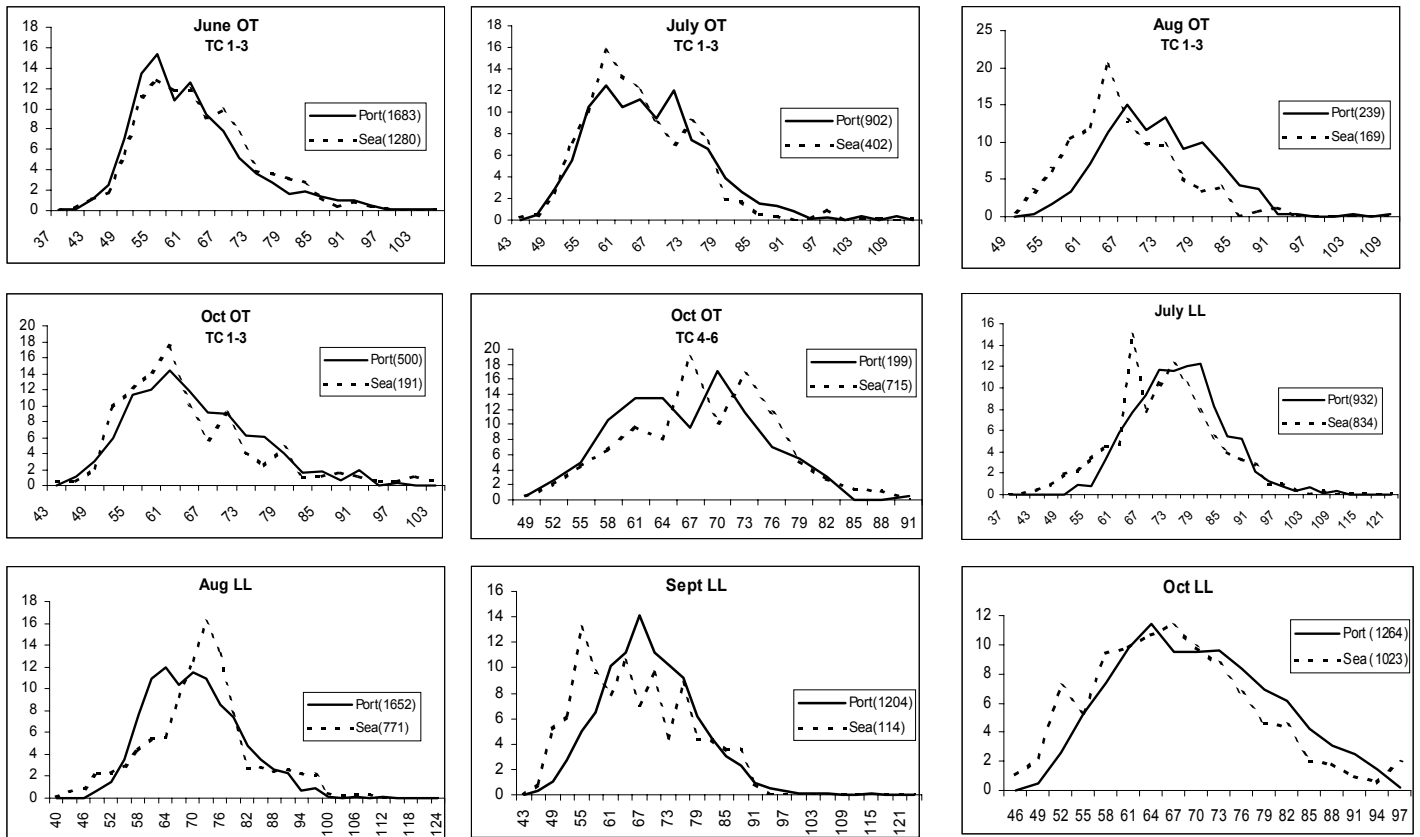 June OT
TC 1-3
18
16
14
12
10
8
6
4
2
0
Port(1683)
Sea(1280)
37 43 49 55 61 67 73 79 85 91 97 103
July OT
TC 1-3
18
16
14
12
10
8
6
4
2
0
Port(902)
Sea(402)
43 49 55 61 67 73 79 85 91 97 103 109
Aug OT
TC 1-3
25
20
15
10
5
0
Port(239)
Sea(169)
49 55 61 67 73 79 85 91 97 103 109
Oct OT
TC 1-3
20
18
16
14
12
10
8
6
4
2
0
Port(500)
Sea(191)
43 49 55 61 67 73 79 85 91 97 103
Oct OT
TC 4-6
20
18
16
14
12
10
8
6
4
2
0
Port(199)
Sea(715)
49 52 55 58 61 64 67 70 73 76 79 82 85 88 91
July LL
16
14
12
10
8
6
4
2
0
Port(932)
Sea(834)
37 43 49 55 61 67 73 79 85 91 97 103 109 115 121
Aug LL
18
16
14
12
10
8
6
4
2
0
Port(1652)
Sea(771)
40 46 52 58 64 70 76 82 88 94 100 106 112 118 124
Sept LL
16
14
12
10
8
6
4
2
0
Port(1204)
Sea(114)
43 49 55 61 67 73 79 85 91 97 103 109 115 121
Oct LL
12
10
8
6
4
2
0
Port (1264)
Sea (1023)
46 49 52 55 58 61 64 67 70 73 76 79 82 85 88 91 94 97